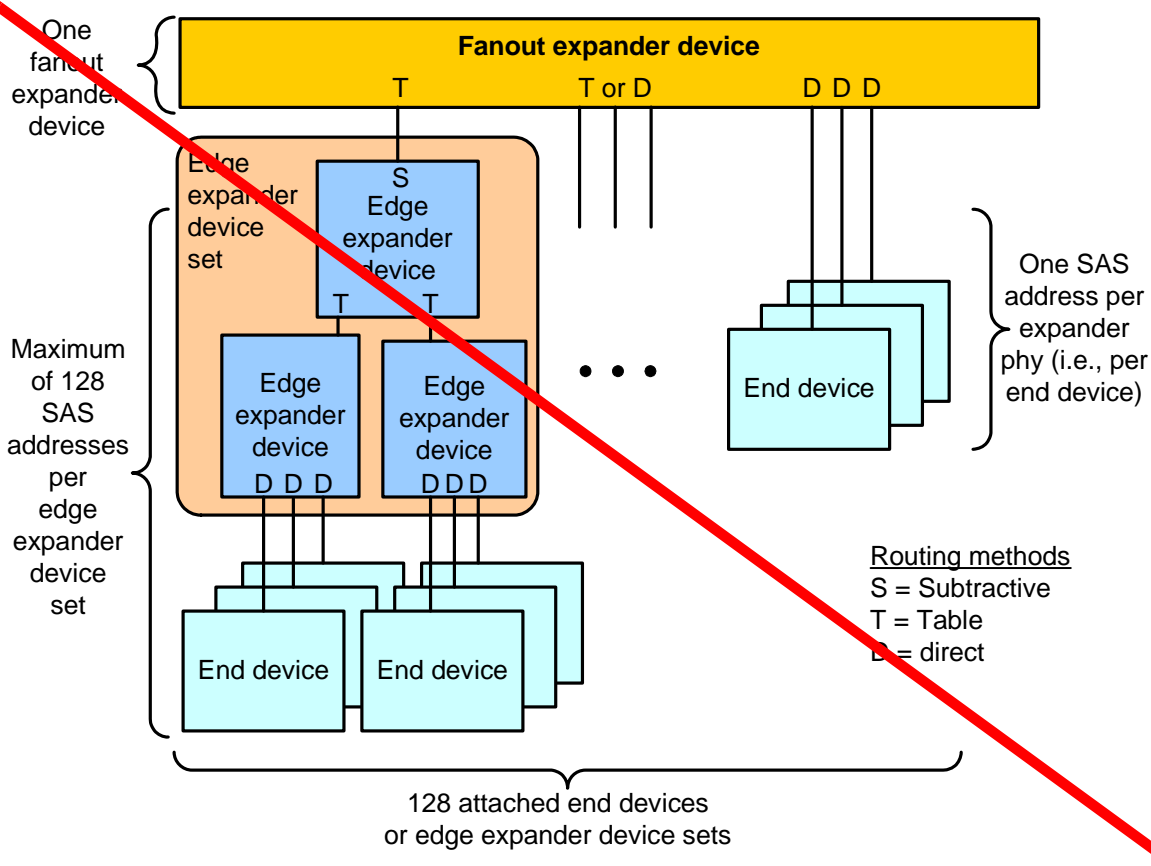 One
fanout
expander
device
Fanout expander device
T
T or D
D D D
Edge
expander
device
set
S
Edge
expander
device
T T
Edge
expander
device
D D D
Edge
expander
device
D D D
Maximum
of 128
SAS
addresses
per
edge
expander
device
set
• • •
End device
One SAS
address per
expander
phy (i.e., per
end device)
End device
End device
Routing methods
S = Subtractive
T = Table
D = direct
128 attached end devices
or edge expander device sets